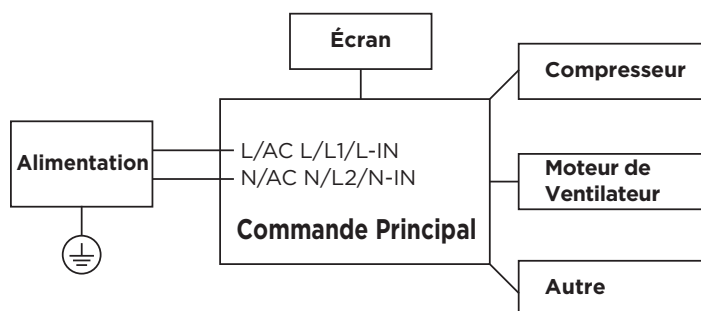 Écran
Compresseur
Alimentation
L/AC L/L1/L-IN
N/AC N/L2/N-IN
Commande Principal
Moteur de
Ventilateur
Autre